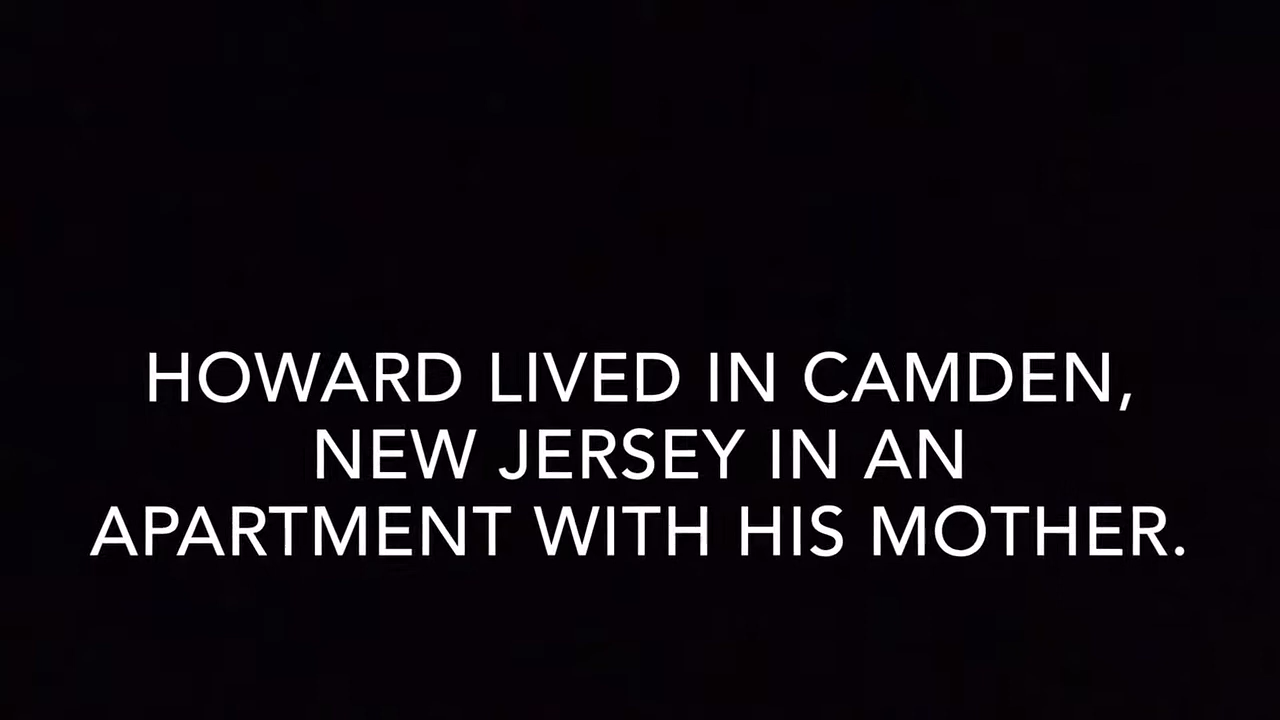 HOWARD LIVED IN CAMDEN,
NEW JERSEY IN AN
APARTMENT WITH HIS MOTHER.